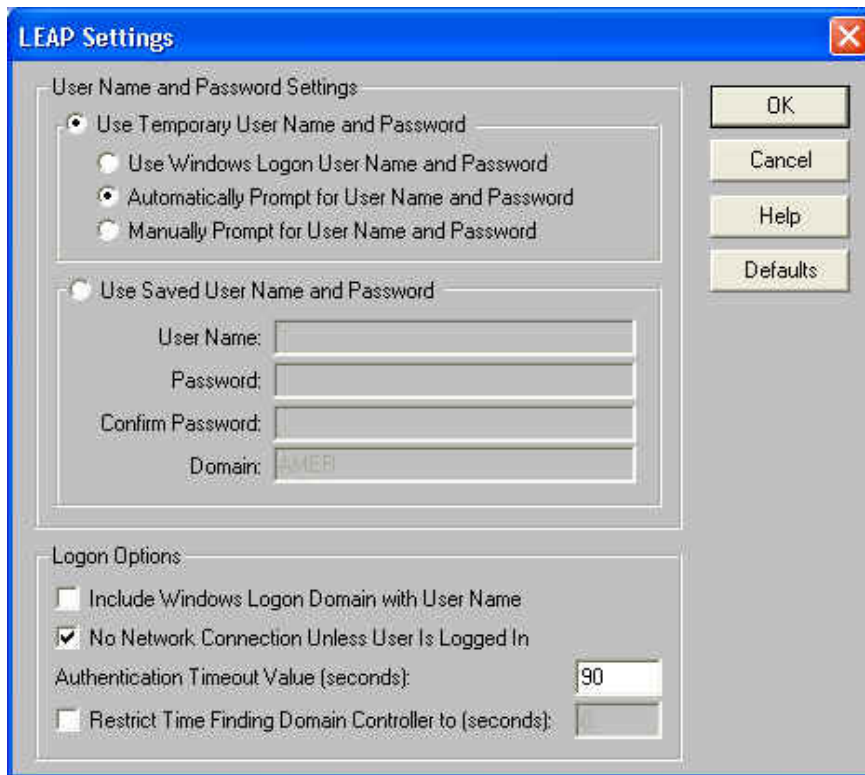 LEAP Settings
User Name and Password Settings
Use Temporary User Name and Password
Use Windows Logon User Name and Password
Automatically Prompt for User Name and Password
Manually Prompt for User Name and Password
Use Saved User Name and Password
User Name:
Password:
Confirm Password:
Domain:
OK
Cancel
Help
Defaults
Logon Options
Include Windows Logon Domain with User Name
No Network Connection Unless User Is Logged In
Authentication Timeout Value (seconds): 90
Restrict Time Finding Domain Controller to (seconds):